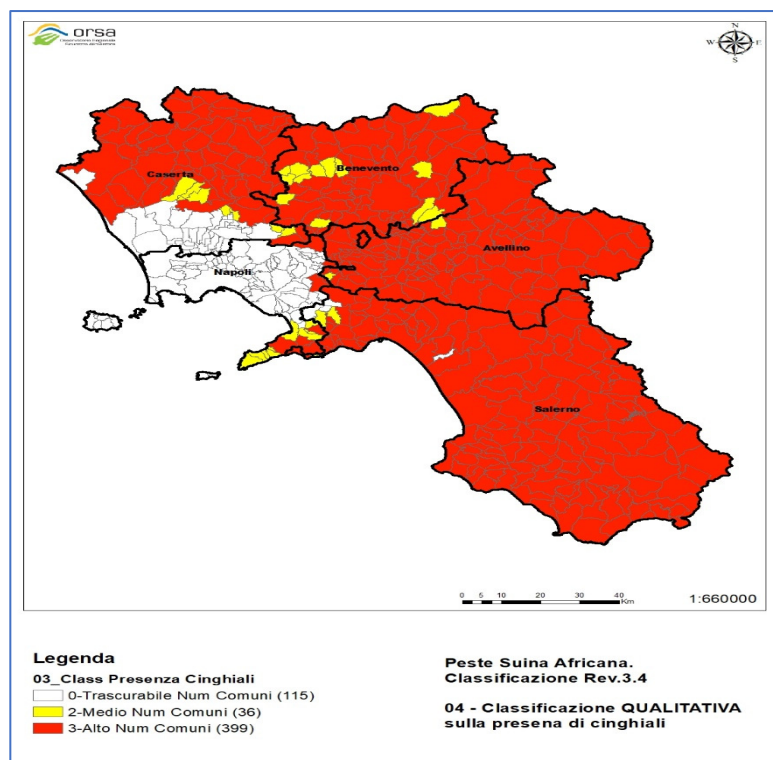 orsa
N
W E
S
Caserta
Benevento
Avellino
Napoli
Salerno
0 5 10 20 30 40
Km
1:660000
Legenda
03_Class Presenza Cinghiali
0-Trascurabile Num Comuni (115)
2-Medio Num Comuni (36)
3-Alto Num Comuni (399)
Peste Suina Africana.
Classificazione Rev.3.4
04 - Classificazione QUALITATIVA
sulla presena di cinghiali